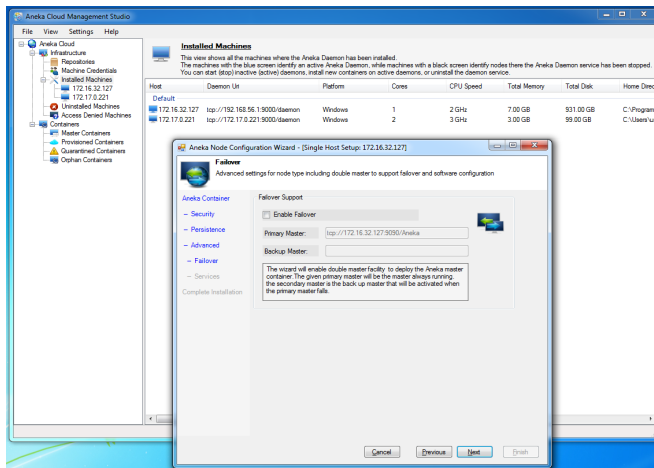 Aneka Cloud Management Studio
File View Settings Help
Aneka Cloud
Infrastructure
Repositories
Machine Credentials
Installed Machines
172.16.32.127
172.17.0.221
Uninstalled Machines
Access Denied Machines
Containers
Master Containers
Provisioned Containers
Quarantined Containers
Orphan Containers
Installed Machines
This view shows all the machines where the Aneka Daemon has been installed.
The machines with the blue screen identify an active Aneka Daemon, while machines with a black screen identify nodes there the Aneka Daemon service has been stopped.
You can start (stop) inactive (active) daemons, install new containers on active daemons, or uninstall the daemon service.
Host Daemon Uri Platform Cores CPU Speed Total Memory Total Disk Home Direc
Default
172.16.32.127 tcp://192.168.56.1:9000/daemon Windows 1 2 GHz 7.00 GB 931.00 GB C:\Program
172.17.0.221 tcp://172.17.0.221:9000/daemon Windows 2 3 GHz 3.00 GB 99.00 GB C:\Users\u
Aneka Node Configuration Wizard - [Single Host Setup: 172.16.32.127]
Failover
Advanced settings for node type including double master to support failover and software configuration
Aneka Container
– Security
– Persistence
– Advanced
– Failover
– Services
Complete Installation
Failover Support
Enable Failover
Primary Master: tcp://172.16.32.127:9090/Aneka
Backup Master:
The wizard will enable double master facility to deploy the Aneka master
container.The given primary master will be the master always running.
the secondary master is the back up master that will be activated when
the primary master falls.
Cancel Previous Next Finish